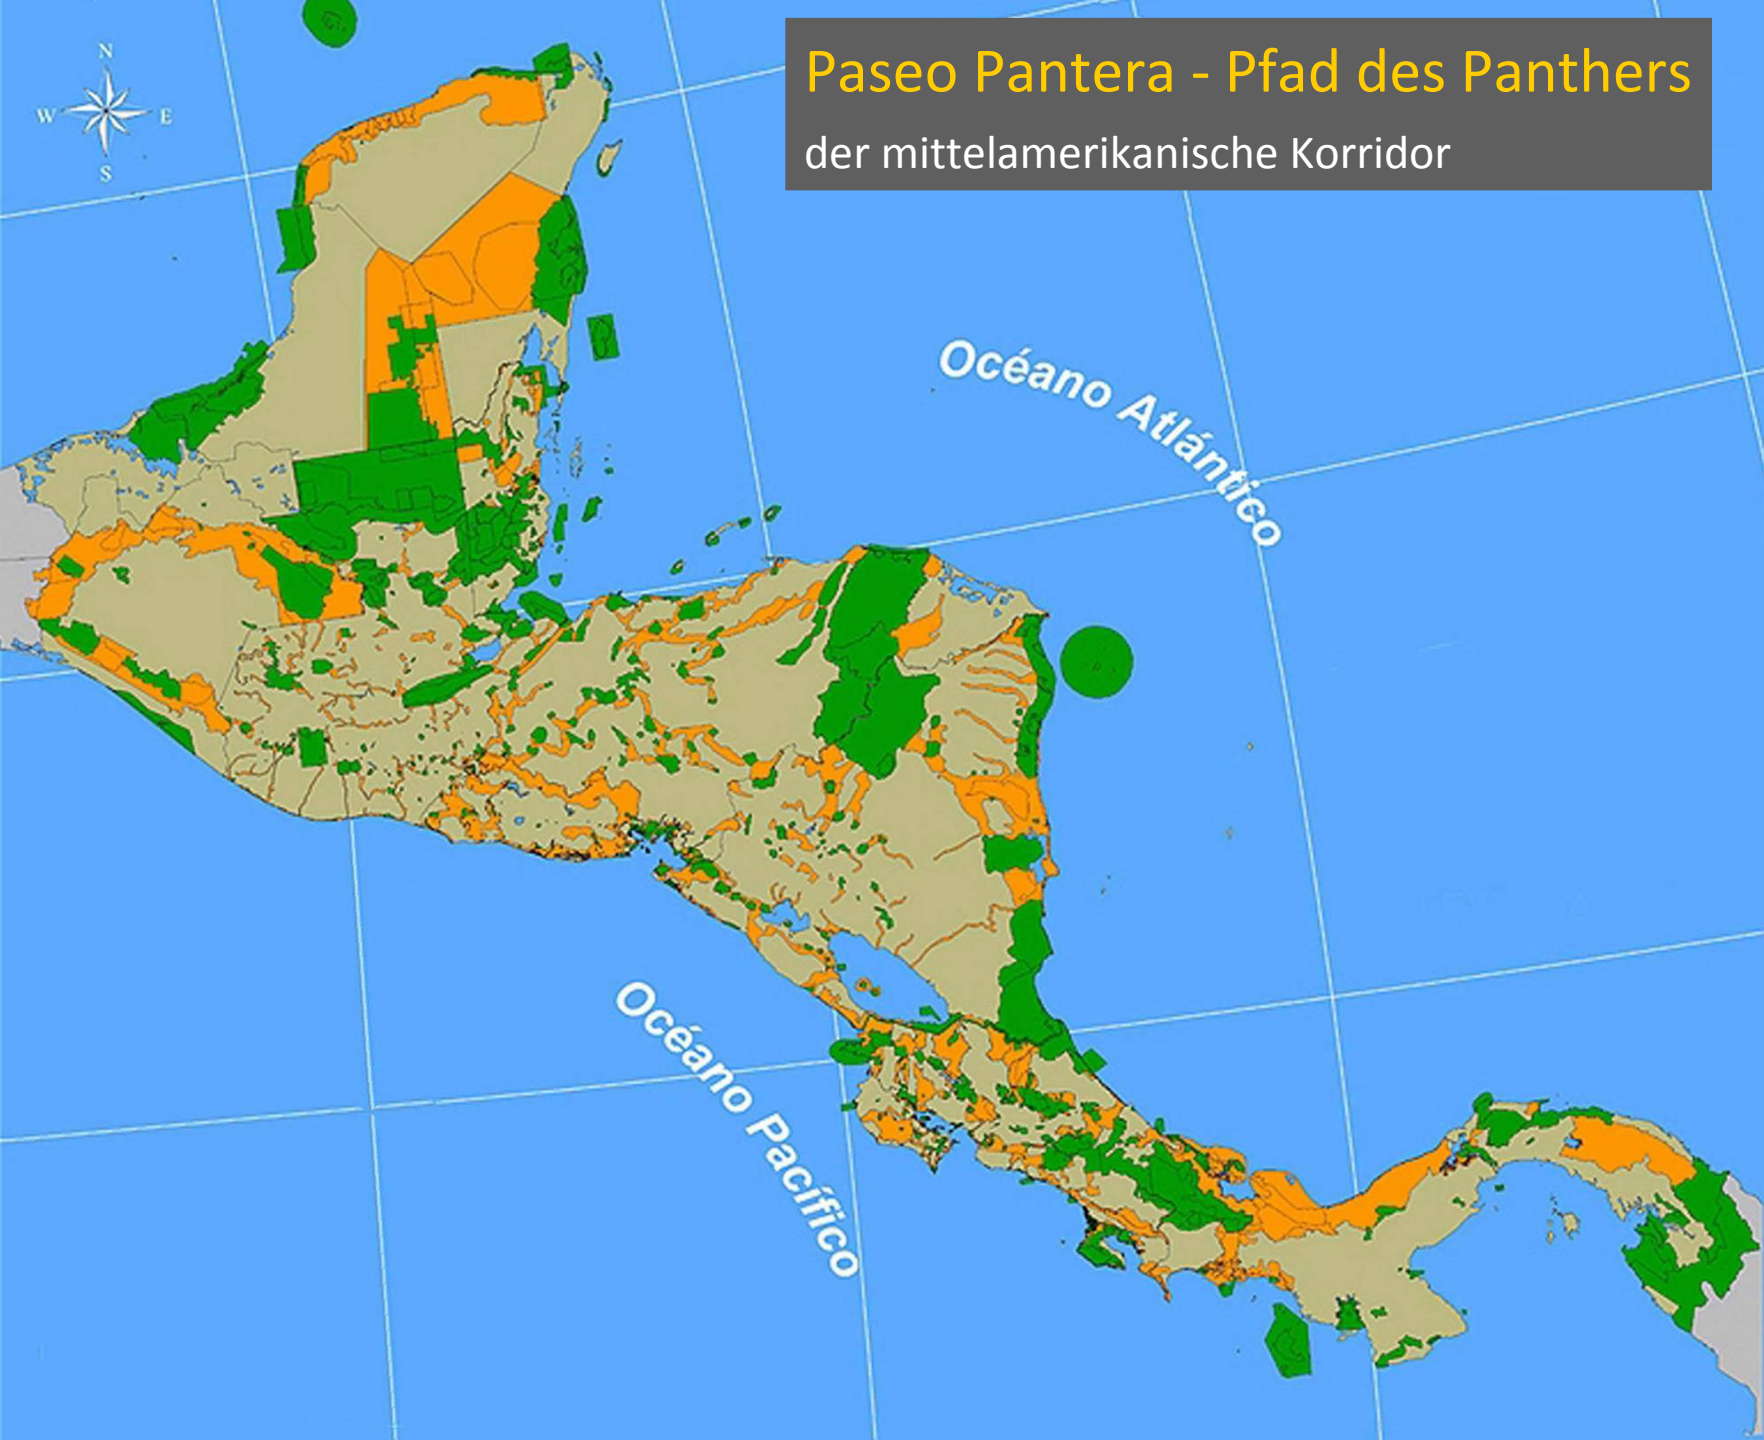 Paseo Pantera - Pfad des Panthers
der mittelamerikanische Korridor
N
W
E
S
Océano Atlántico
Océano Pacífico